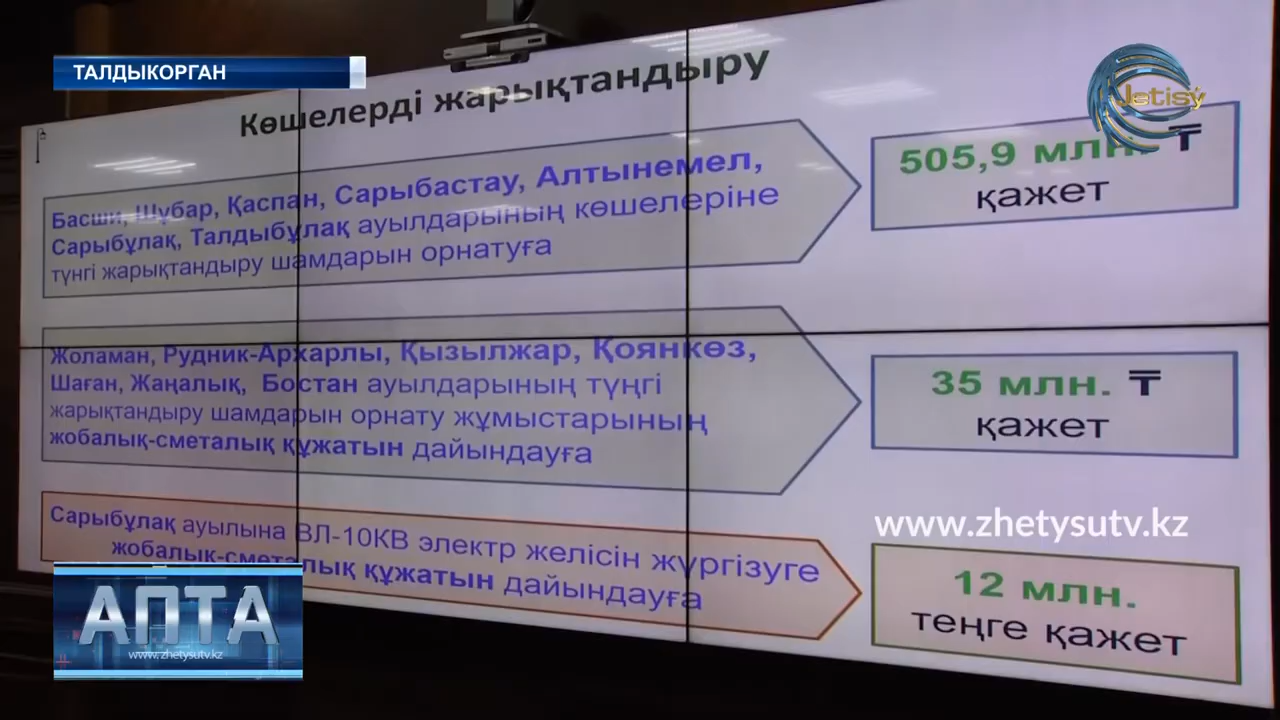 ТАЛДЫКОРГАН
Jetisý
Көшелерді жарықтандыру
Басши, Шұбар, Қаспан, Сарыбастау, Алтынемел,
Сарыбұлақ, Талдыбұлақ ауылдарының көшелеріне
түнгі жарықтандыру шамдарын орнатуға
505,9 млн. ₸
қажет
Жоламан, Рудник-Архарлы, Қызылжар, Қоянкөз,
Шаған, Жаңалық, Бостан ауылдарының түңгі
жарықтандыру шамдарын орнату жұмыстарының
жобалық-сметалық құжатын дайындауға
35 млн. ₸
қажет
www.zhetysutv.kz
Сарыбұлақ ауылына ВЛ-10КВ электр желісін жүргізуге
жобалық-сметалық құжатын дайындауға
12 млн.
теңге қажет
АПТА
www.zhetysutv.kz